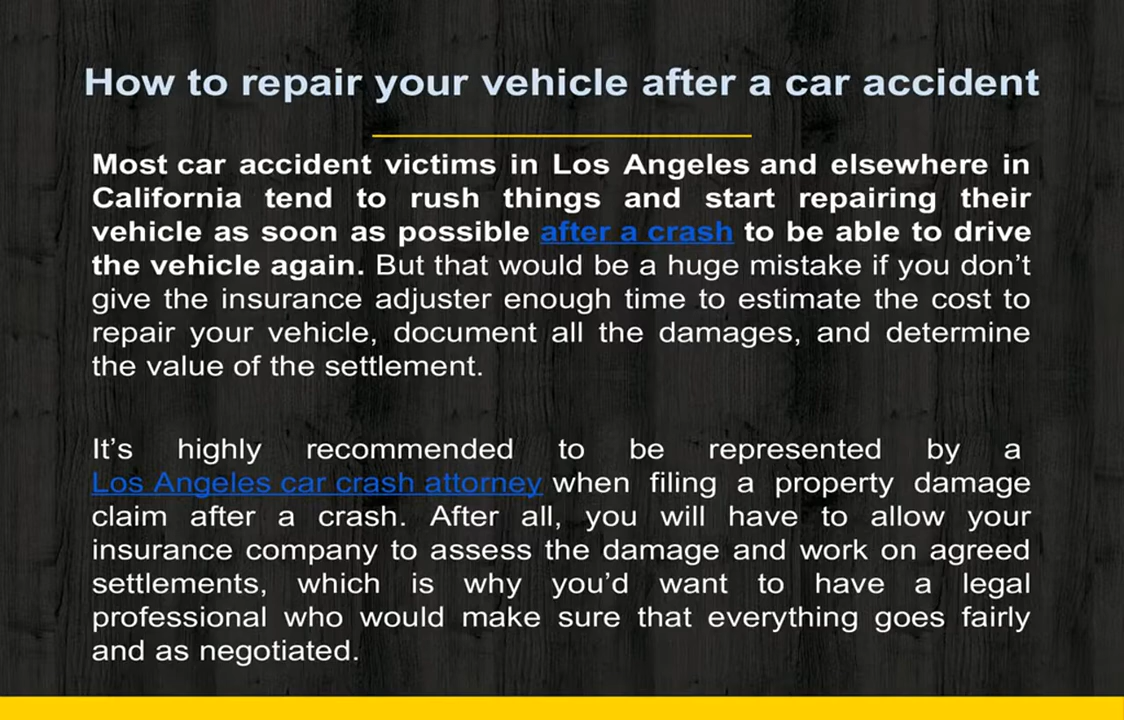 How to repair your vehicle after a car accident
Most car accident victims in Los Angeles and elsewhere in
California tend to rush things and start repairing their
vehicle as soon as possible after a crash to be able to drive
the vehicle again. But that would be a huge mistake if you don’t
give the insurance adjuster enough time to estimate the cost to
repair your vehicle, document all the damages, and determine
the value of the settlement.
It’s highly recommended to be represented by a
Los Angeles car crash attorney when filing a property damage
claim after a crash. After all, you will have to allow your
insurance company to assess the damage and work on agreed
settlements, which is why you’d want to have a legal
professional who would make sure that everything goes fairly
and as negotiated.